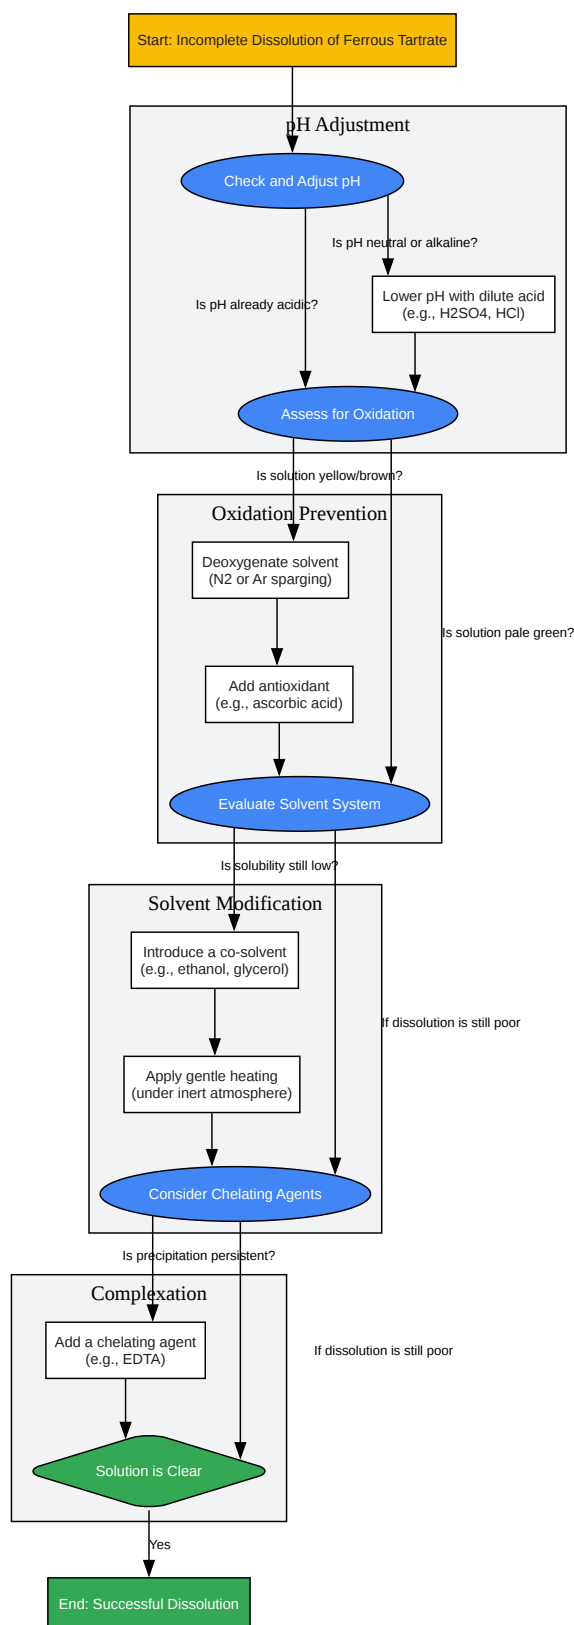 Start: Incomplete Dissolution of Ferrous Tartrate
pH Adjustment
Check and Adjust pH
Is pH neutral or alkaline?
Is pH already acidic?
Lower pH with dilute acid
(e.g., H2SO4, HCl)
Assess for Oxidation
Is solution yellow/brown?
Oxidation Prevention
Deoxygenate solvent
(N2 or Ar sparging)
Is solution pale green?
Add antioxidant
(e.g., ascorbic acid)
Evaluate Solvent System
Is solubility still low?
Solvent Modification
Introduce a co-solvent
(e.g., ethanol, glycerol)
If dissolution is still poor
Apply gentle heating
(under inert atmosphere)
Consider Chelating Agents
Is precipitation persistent?
Complexation
Add a chelating agent
(e.g., EDTA)
If dissolution is still poor
Solution is Clear
Yes
End: Successful Dissolution